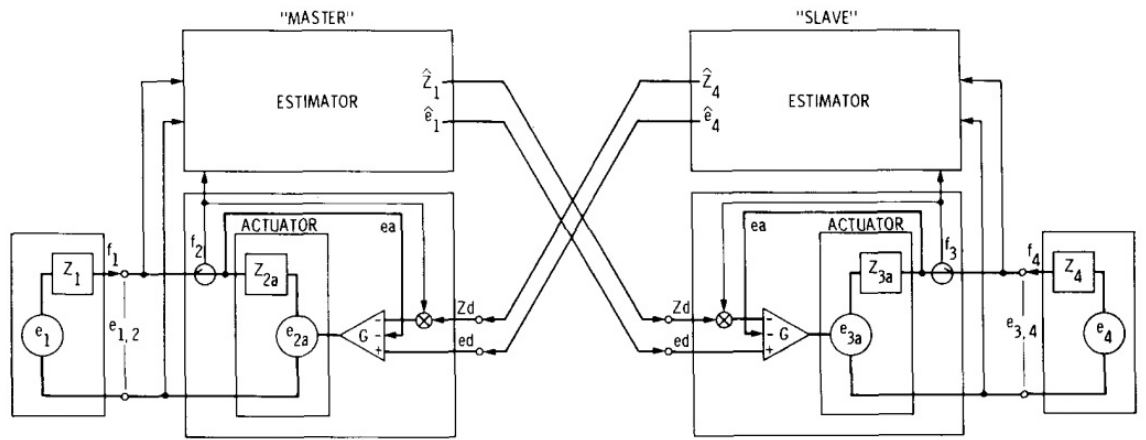 "MASTER"
"SLAVE"
ESTIMATOR
Ẑ1
ê1
Ẑ4
ê4
ESTIMATOR
ACTUATOR
f1
f2
Z1
Z2a
e1
e1,2
e2a
ea
G
-
-
+
Zd
ed
ACTUATOR
ea
f3
f4
Z3a
Z4
Zd
ed
-
-
+
G
e3a
e3,4
e4